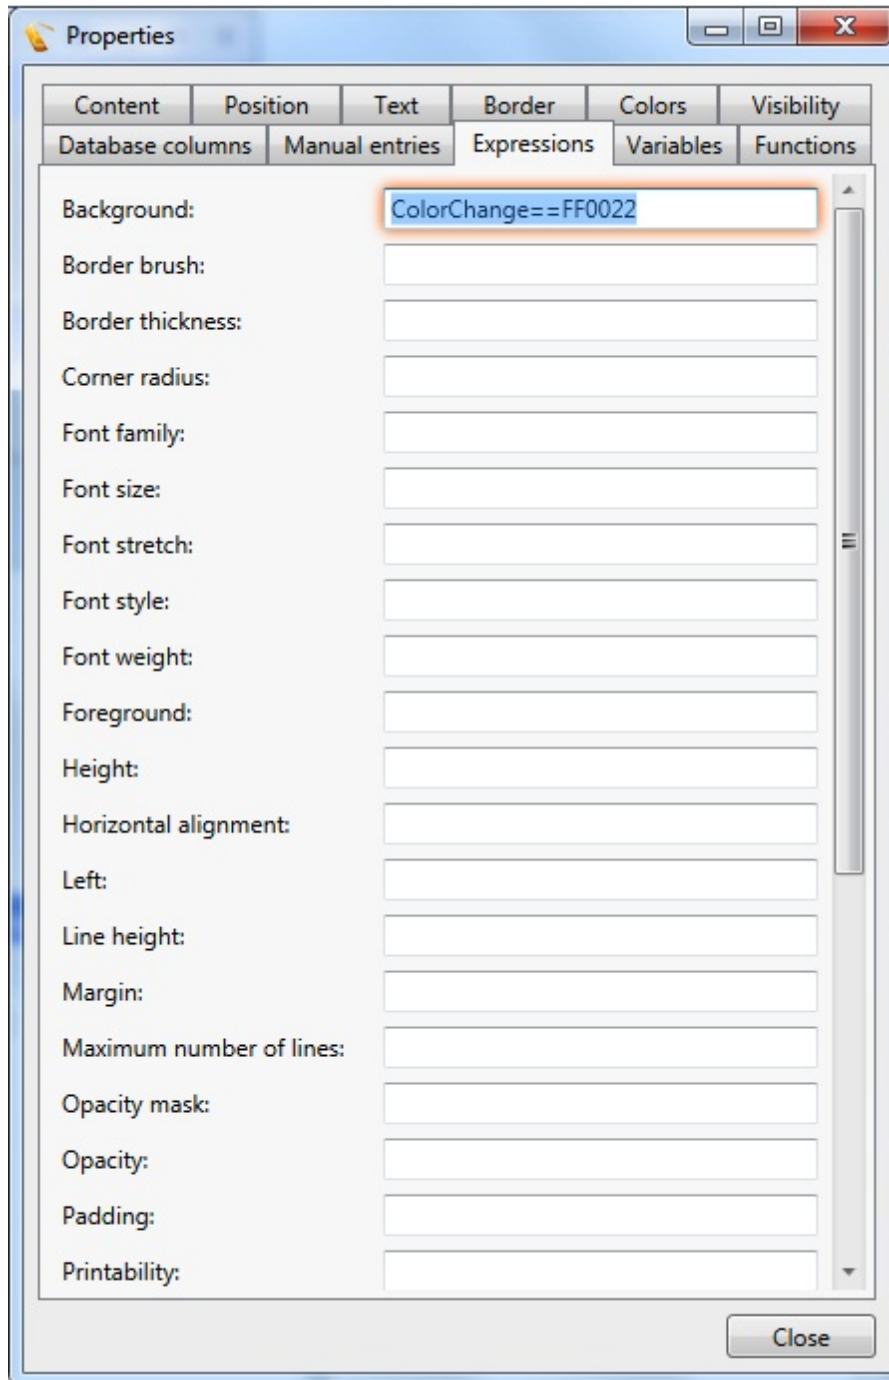 Properties
Content Position Text Border Colors Visibility
Database columns Manual entries Expressions Variables Functions
Background: ColorChange==FF0022
Border brush:
Border thickness:
Corner radius:
Font family:
Font size:
Font stretch:
Font style:
Font weight:
Foreground:
Height:
Horizontal alignment:
Left:
Line height:
Margin:
Maximum number of lines:
Opacity mask:
Opacity:
Padding:
Printability:
Close